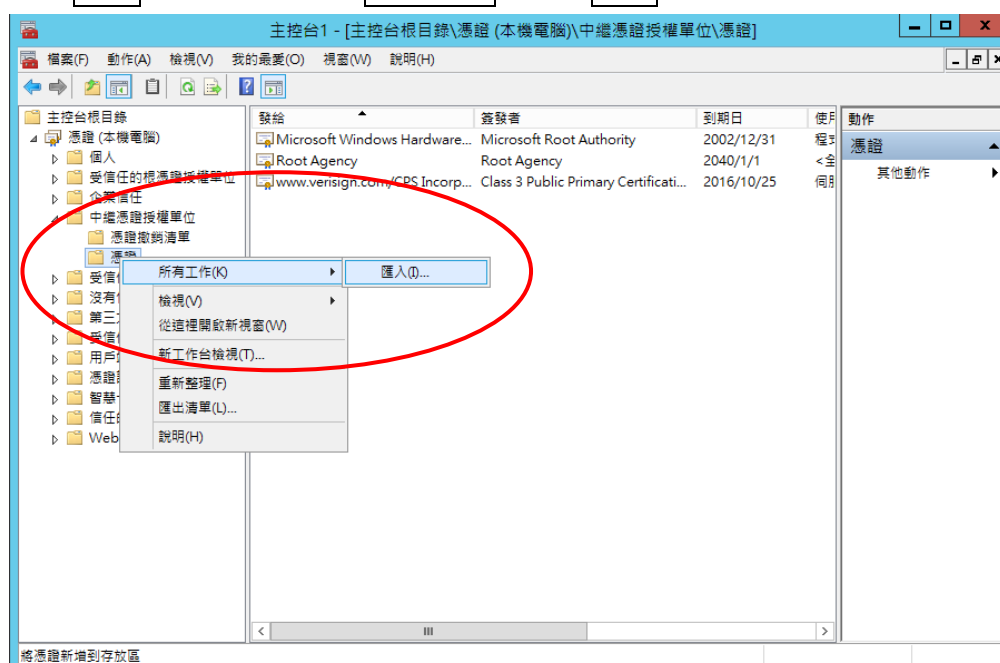 主控台1 - [主控台根目錄\憑證 (本機電腦)\中繼憑證授權單位\憑證]
檔案(F) 動作(A) 檢視(V) 我的最愛(O) 視窗(W) 說明(H)
主控台根目錄
憑證 (本機電腦)
個人
受信任的根憑證授權單位
企業信任
中繼憑證授權單位
憑證撤銷清單
憑證
受信
沒有
第三
受信
用戶
憑證
智慧
信任
Web
發給 簽發者 到期日 使用
Microsoft Windows Hardware... Microsoft Root Authority 2002/12/31 程式
Root Agency Root Agency 2040/1/1 <全
www.verisign.com/CPS Incorp... Class 3 Public Primary Certificati... 2016/10/25 伺服
所有工作(K)
匯入(I)...
檢視(V)
從這裡開啟新視窗(W)
新工作台檢視(T)...
重新整理(F)
匯出清單(L)...
說明(H)
動作
憑證
其他動作
將憑證新增到存放區